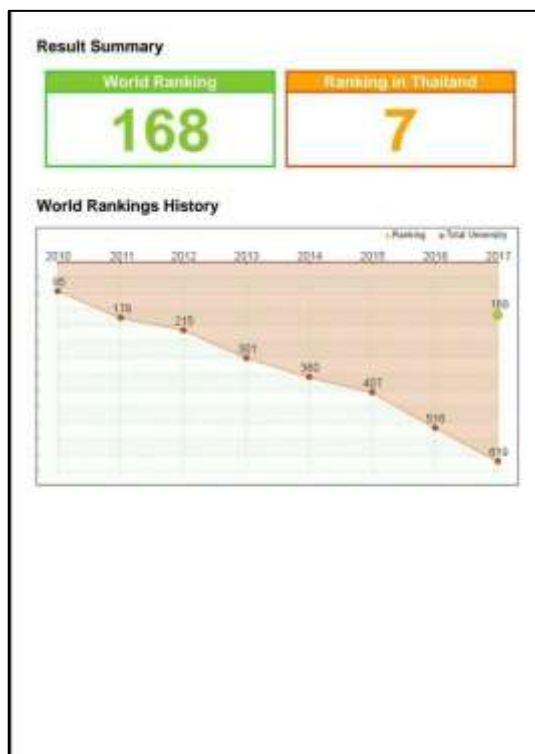 Result Summary
World Ranking
Ranking in Thailand
168
7
World Rankings History
Ranking Total University
2010 2011 2012 2013 2014 2015 2016 2017
95
178
215
301
360
407
516
619
168